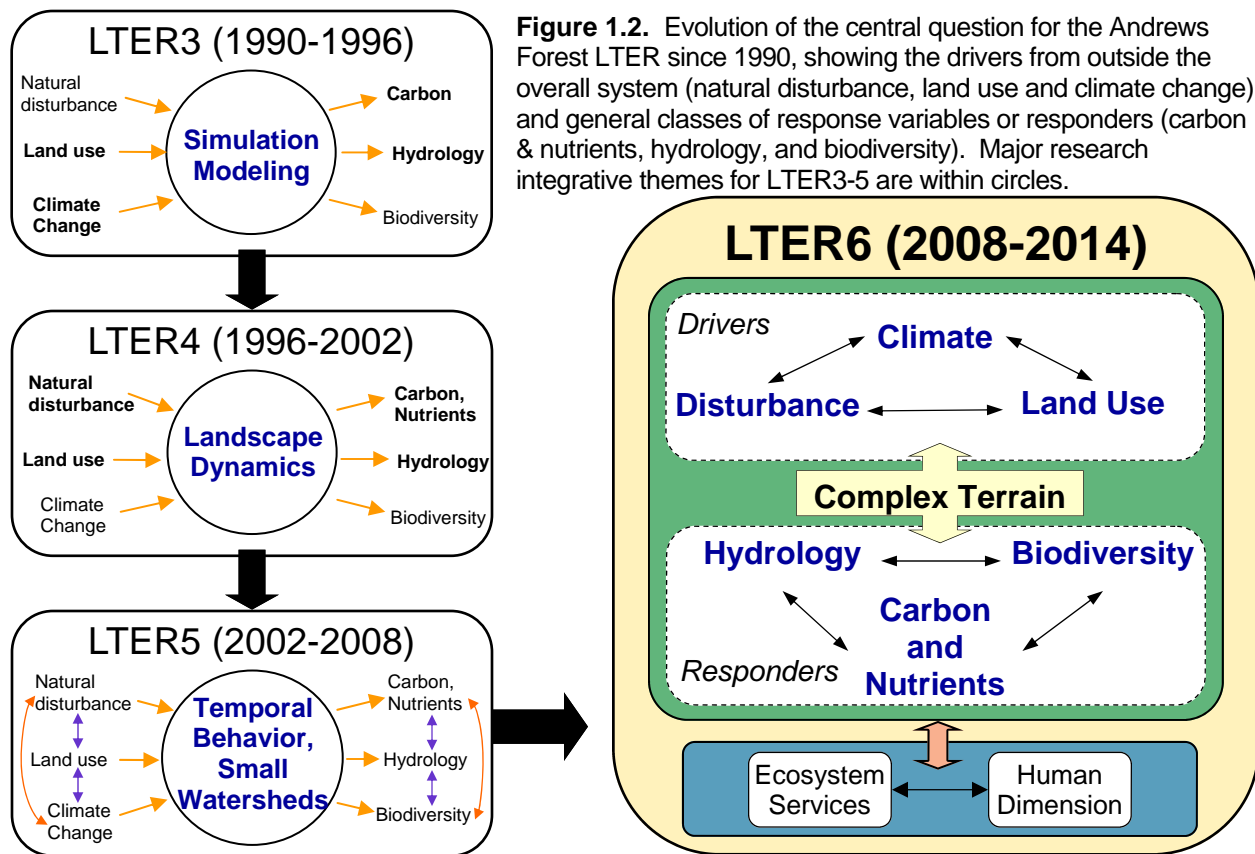 LTER3 (1990-1996)
Natural
disturbance
Land use
Climate
Change
Simulation
Modeling
Carbon
Hydrology
Biodiversity
Figure 1.2. Evolution of the central question for the Andrews
Forest LTER since 1990, showing the drivers from outside the
overall system (natural disturbance, land use and climate change)
and general classes of response variables or responders (carbon
& nutrients, hydrology, and biodiversity). Major research
integrative themes for LTER3-5 are within circles.
LTER4 (1996-2002)
Natural
disturbance
Land use
Climate
Change
Landscape
Dynamics
Carbon,
Nutrients
Hydrology
Biodiversity
LTER5 (2002-2008)
Natural
disturbance
Land use
Climate
Change
Temporal
Behavior,
Small
Watersheds
Carbon,
Nutrients
Hydrology
Biodiversity
LTER6 (2008-2014)
Drivers
Climate
Disturbance
Land Use
Complex Terrain
Hydrology
Biodiversity
Carbon
and
Nutrients
Responders
Ecosystem
Services
Human
Dimension